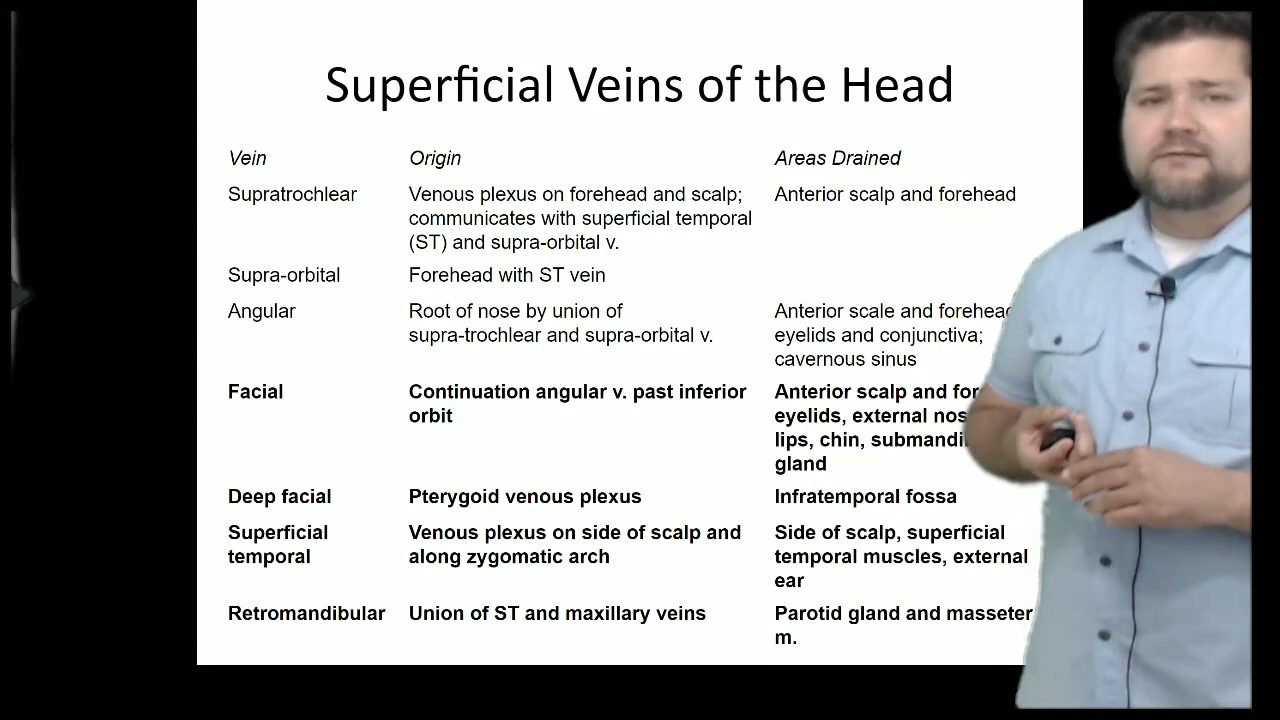 Superficial Veins of the Head
Vein Origin Areas Drained
Supratrochlear Venous plexus on forehead and scalp; Anterior scalp and forehead
communicates with superficial temporal
(ST) and supra-orbital v.
Supra-orbital Forehead with ST vein
Angular Root of nose by union of Anterior scale and
supra-trochlear and supra-orbital v. eyelids and conjunctiva;
cavernous sinus
Facial Continuation angular v. past inferior Anterior scalp and
orbit eyelids, external
lips, chin,
gland
Deep facial Pterygoid venous plexus Infratemporal fossa
Superficial Venous plexus on side of scalp and Side of scalp, superficial
temporal along zygomatic arch temporal muscles, external
ear
Retromandibular Union of ST and maxillary veins Parotid gland and masseter
m.